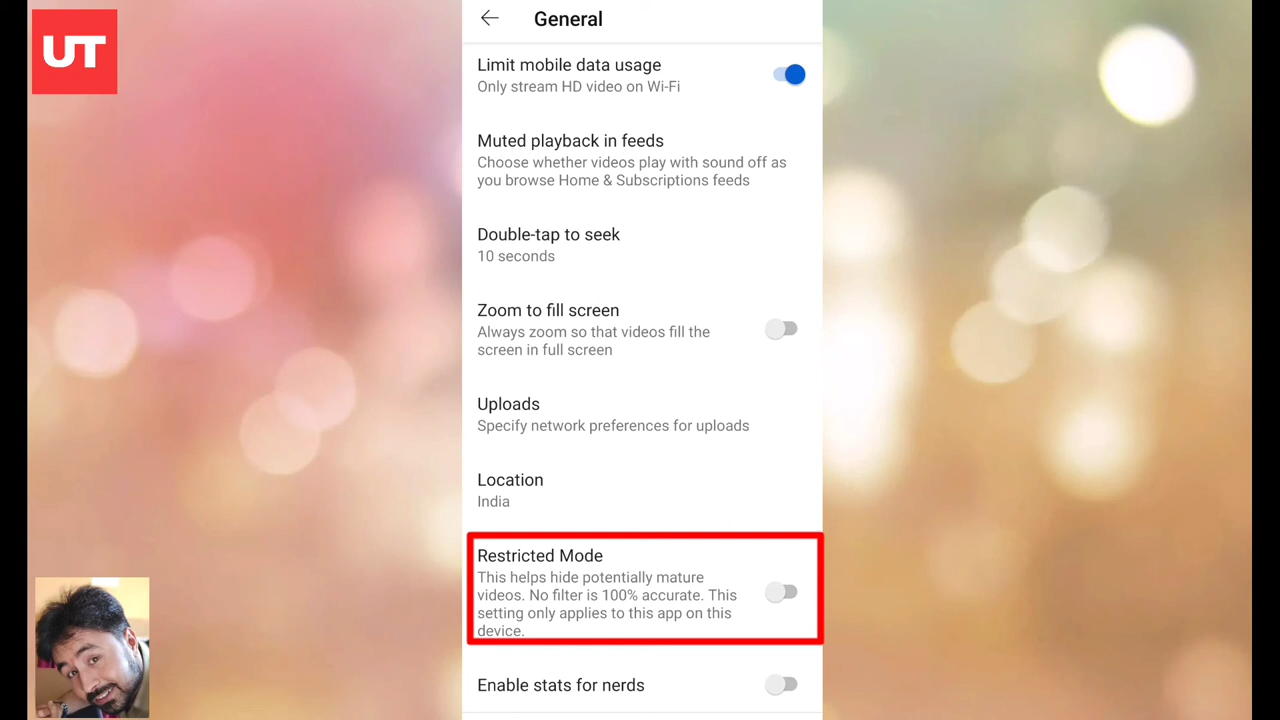 UT
General
Limit mobile data usage
Only stream HD video on Wi-Fi
Muted playback in feeds
Choose whether videos play with sound off as
you browse Home & Subscriptions feeds
Double-tap to seek
10 seconds
Zoom to fill screen
Always zoom so that videos fill the
screen in full screen
Uploads
Specify network preferences for uploads
Location
India
Restricted Mode
This helps hide potentially mature
videos. No filter is 100% accurate. This
setting only applies to this app on this
device.
Enable stats for nerds